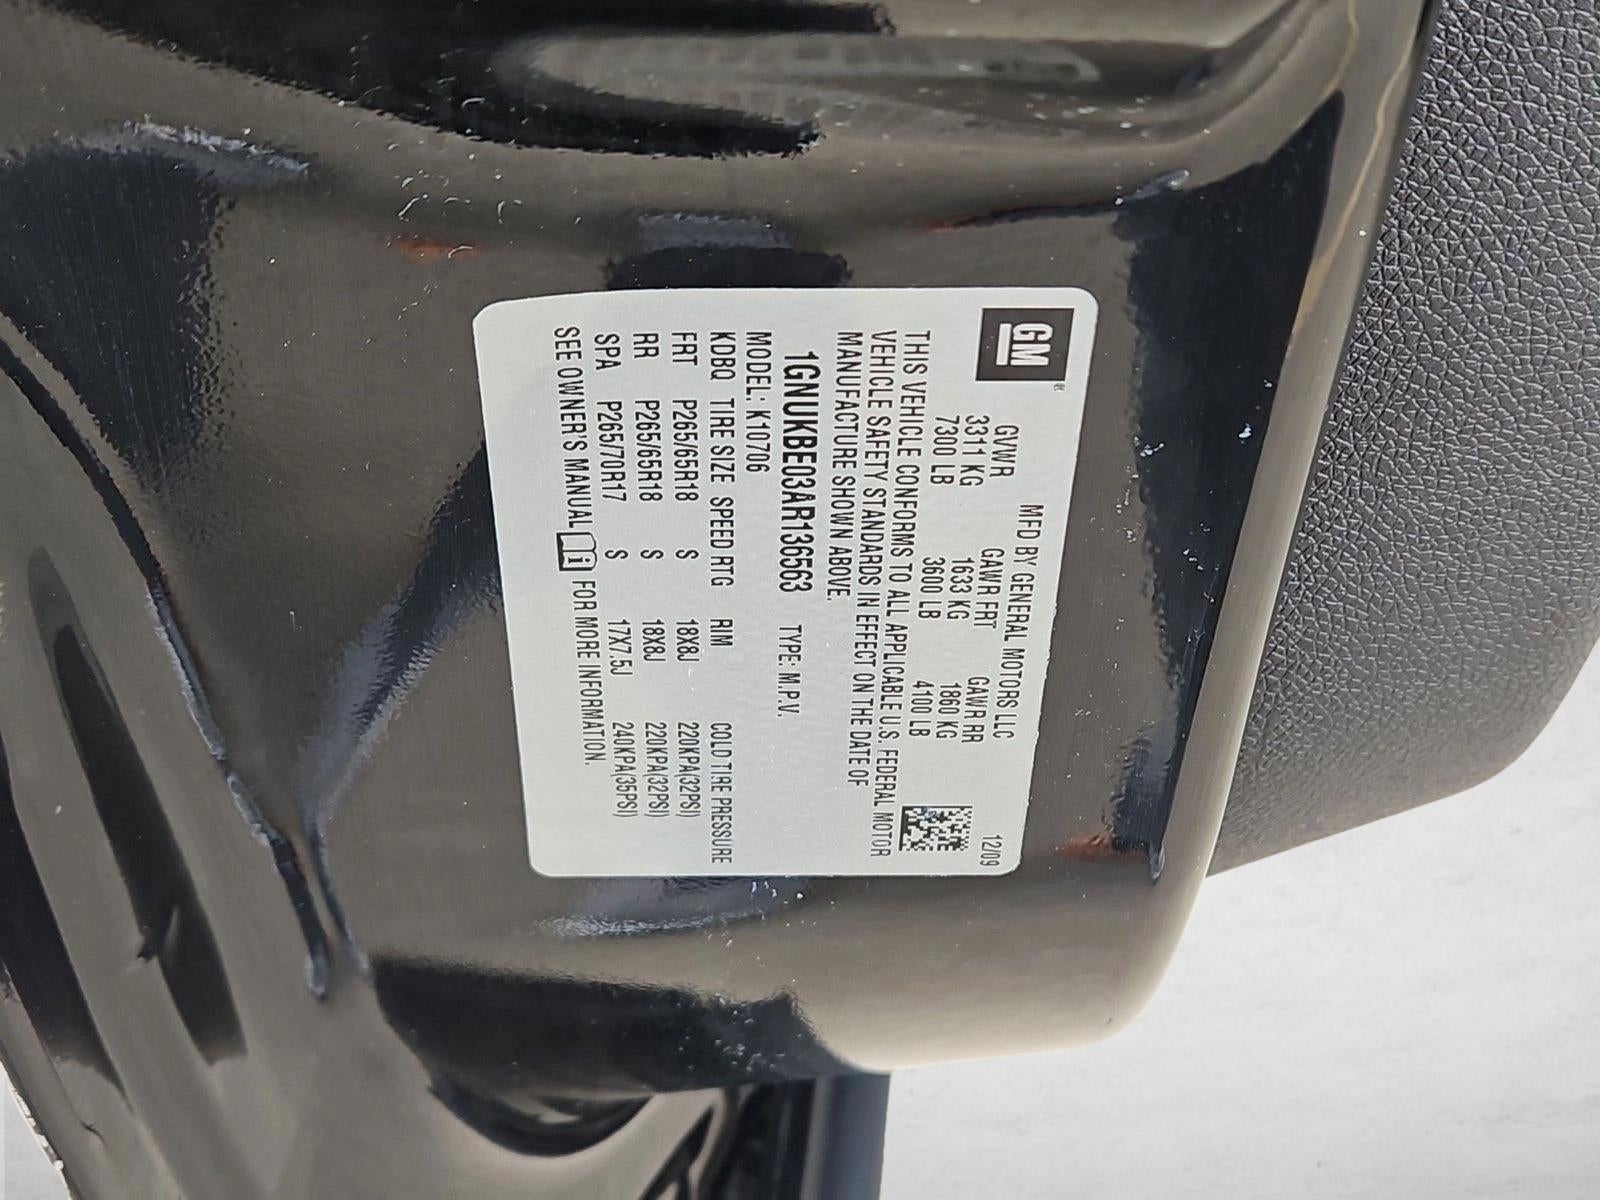 GM
MFD BY GENERAL MOTORS LLC 12/09
GVWR GAWR FRT GAWR RR
3311 KG 1633 KG 1860 KG
7300 LB 3600 LB 4100 LB
THIS VEHICLE CONFORMS TO ALL APPLICABLE U.S. FEDERAL MOTOR
VEHICLE SAFETY STANDARDS IN EFFECT ON THE DATE OF
MANUFACTURE SHOWN ABOVE.
1GNUKBE03AR136563 TYPE: M.P.V.
MODEL: K10706
KDBQ TIRE SIZE SPEED RTG RIM COLD TIRE PRESSURE
FRT P265/65R18 S 18X8J 220KPA(32PSI)
RR P265/65R18 S 18X8J 220KPA(32PSI)
SPA P265/70R17 S 17X7.5J 240KPA(35PSI)
SEE OWNER'S MANUAL i FOR MORE INFORMATION.